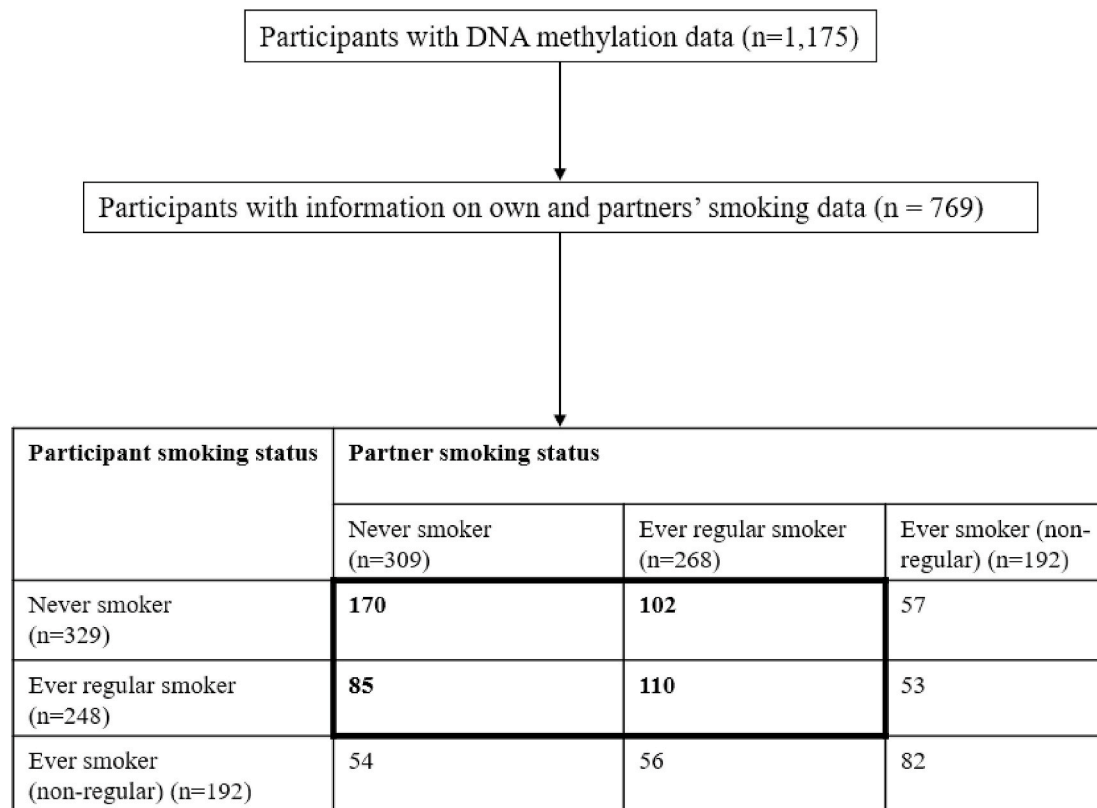 Participants with DNA methylation data (n=1,175)
Participants with information on own and partners’ smoking data (n = 769)
Participant smoking status
Partner smoking status
Never smoker
(n=309)
Ever regular smoker
(n=268)
Ever smoker (non-
regular) (n=192)
Never smoker
(n=329)
170
102
57
Ever regular smoker
(n=248)
85
110
53
Ever smoker
(non-regular) (n=192)
54
56
82